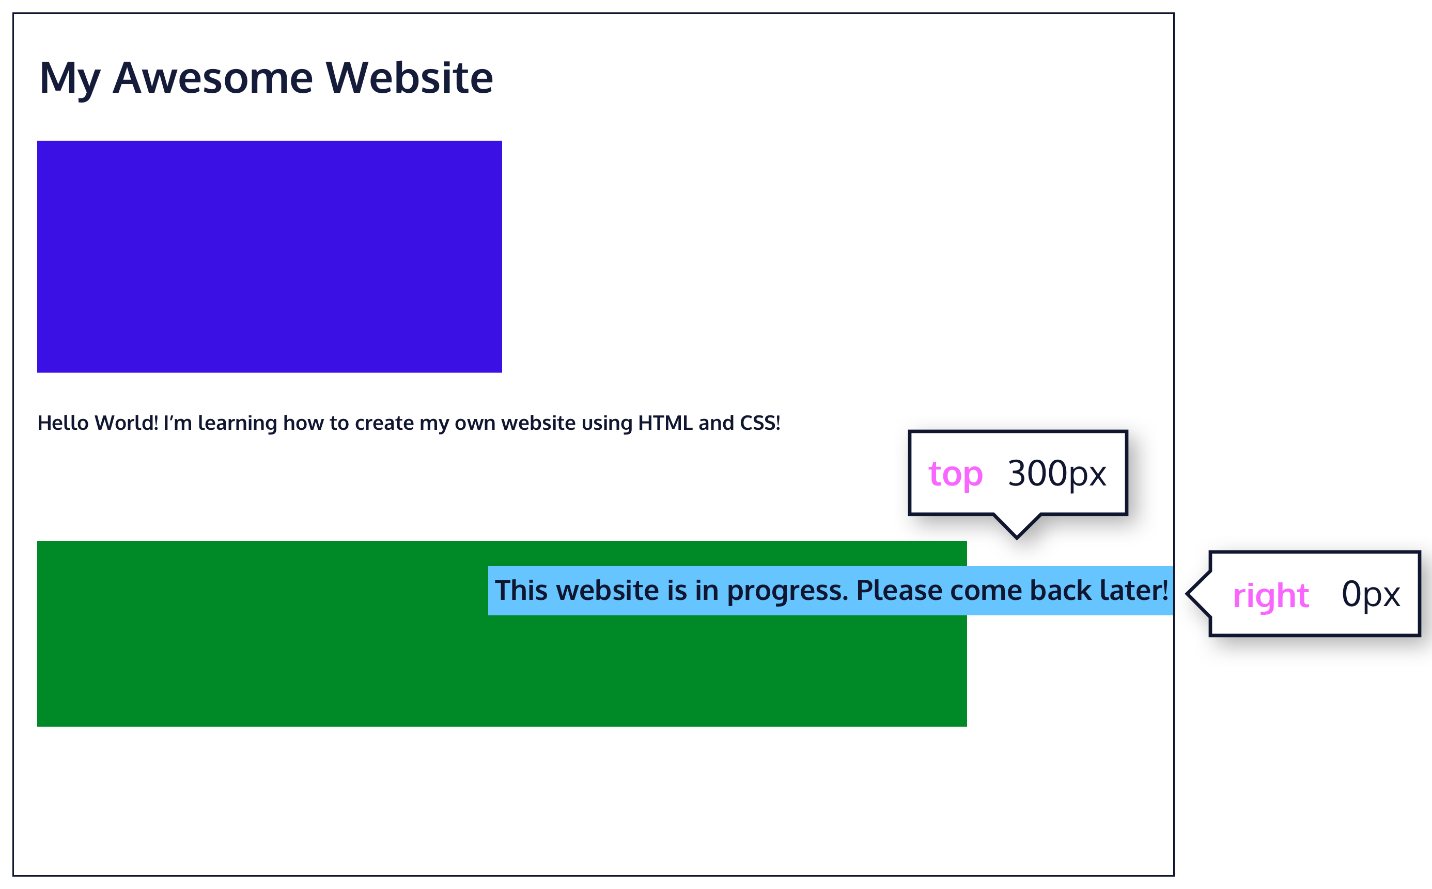 My Awesome Website
Hello World! I’m learning how to create my own website using HTML and CSS!
top 300px
This website is in progress. Please come back later!
right 0px